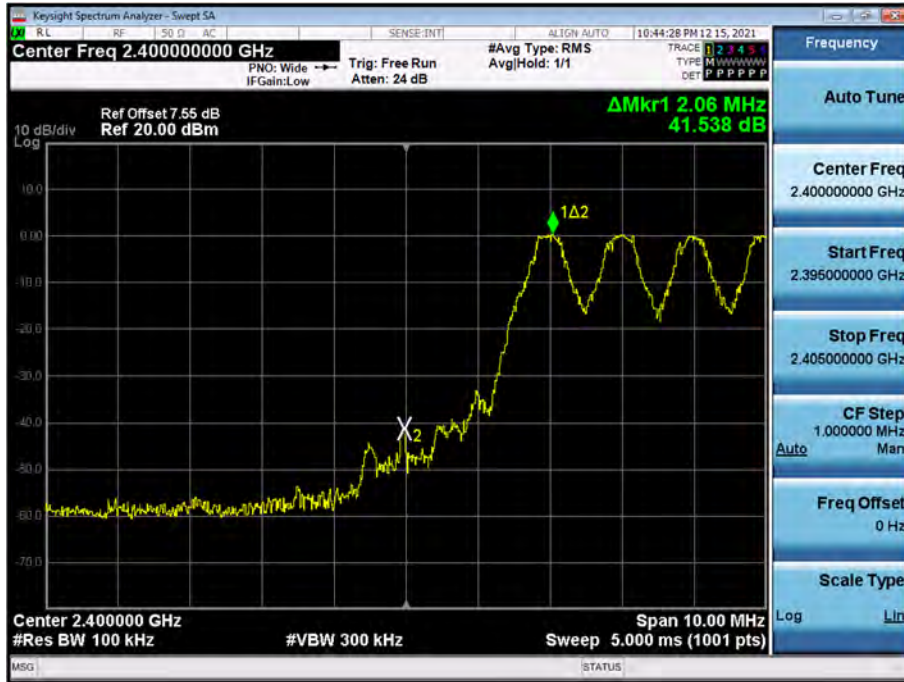 Keysight Spectrum Analyzer - Swept SA
RL RF 50 Ω AC SENSE:INT ALIGN AUTO 10:44:28 PM 12 15, 2021
Center Freq 2.400000000 GHz
PNO: Wide
IFGain:Low
Trig: Free Run
Atten: 24 dB
#Avg Type: RMS
Avg|Hold: 1/1
TRACE 1 2 3 4 5 6
TYPE M WWWWW
DET P P P P P P
Ref Offset 7.55 dB
10 dB/div Ref 20.00 dBm
Log
ΔMkr1 2.06 MHz
41.538 dB
10.0
0.00
-10.0
-20.0
-30.0
-40.0
-50.0
-60.0
-70.0
1Δ2
2
Center 2.400000 GHz Span 10.00 MHz
#Res BW 100 kHz #VBW 300 kHz Sweep 5.000 ms (1001 pts)
MSG STATUS
Frequency
Auto Tune
Center Freq
2.400000000 GHz
Start Freq
2.395000000 GHz
Stop Freq
2.405000000 GHz
CF Step
1.000000 MHz
Auto Man
Freq Offset
0 Hz
Scale Type
Log Lin